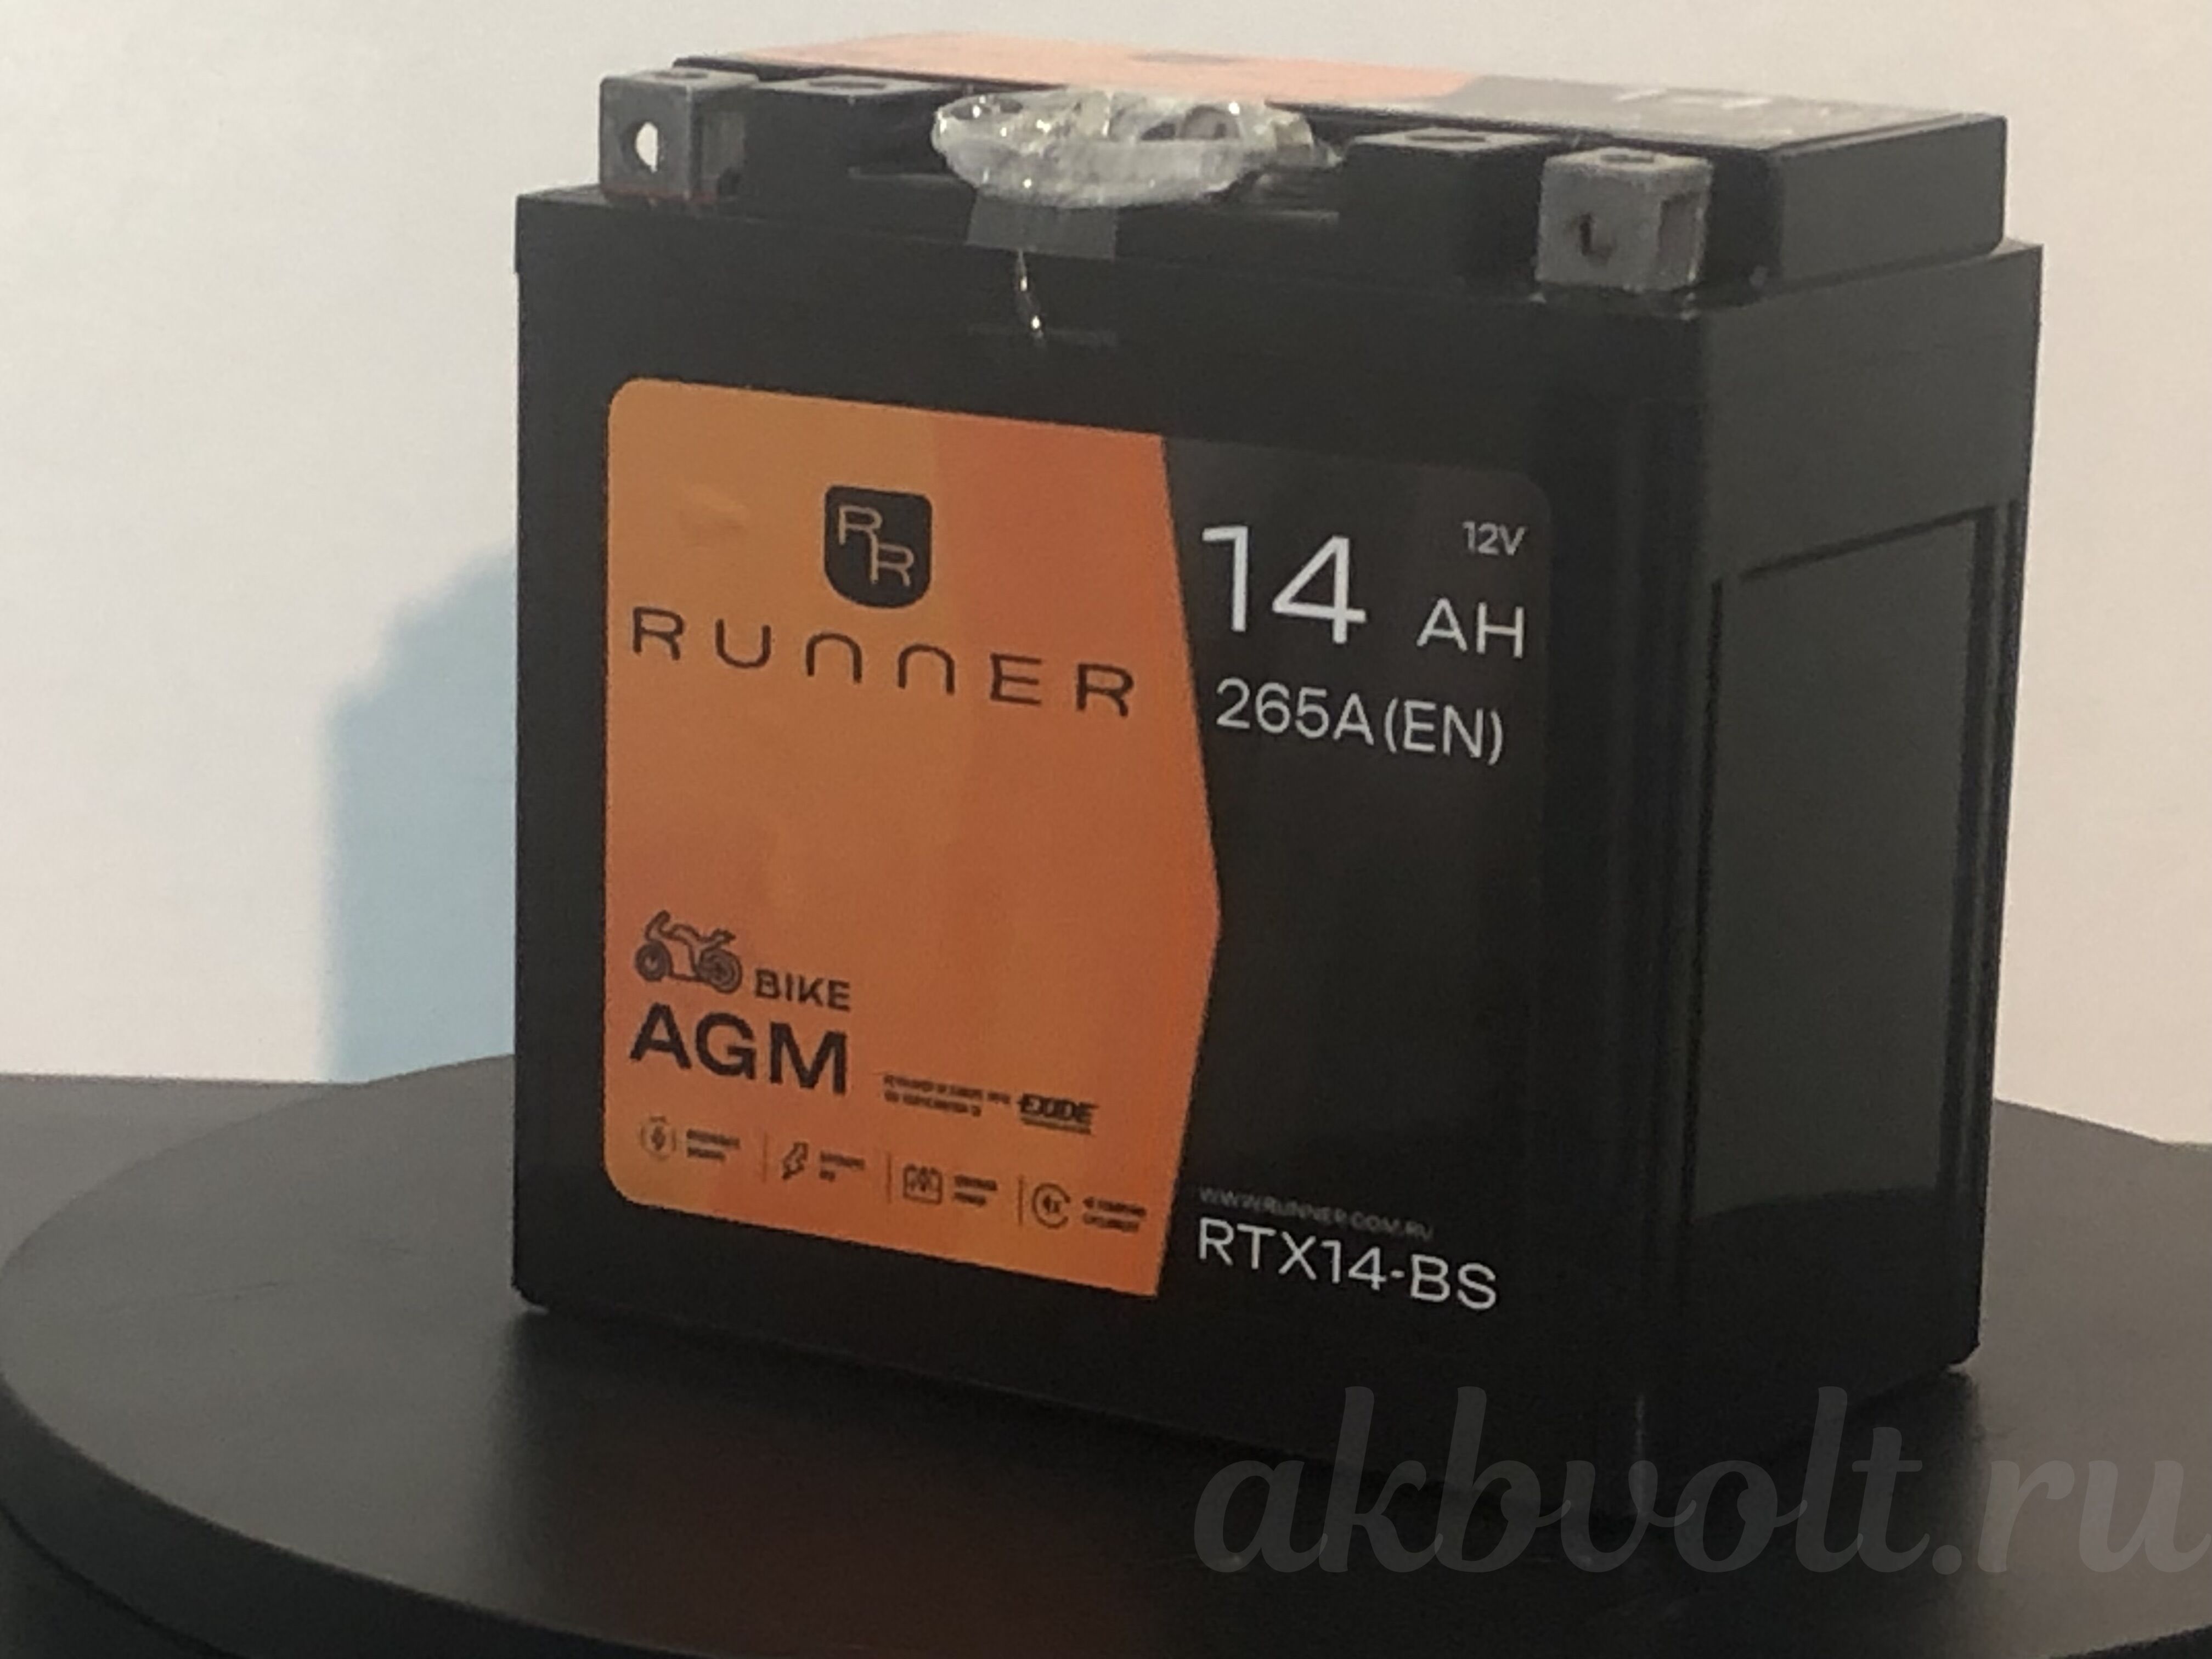 RR
RUNNER
12V
14 AH
265A(EN)
BIKE
AGM
EXIDE
WWW.RUNNER.COM.RU
RTX14-BS
akbvolt.ru